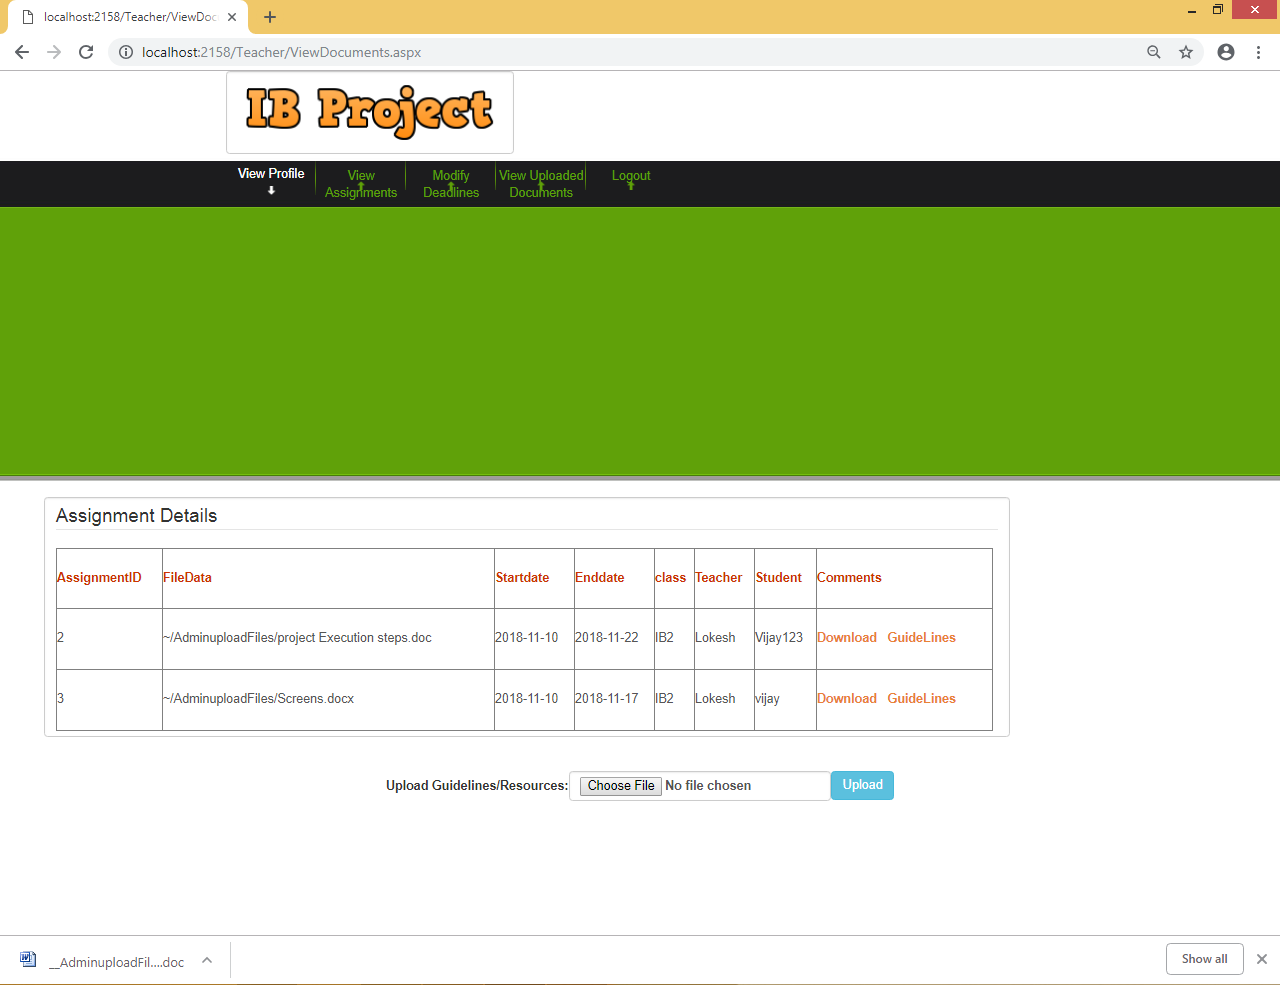 localhost:2158/Teacher/ViewDoc
localhost:2158/Teacher/ViewDocuments.aspx
IB Project
View Profile
View Assignments
Modify Deadlines
View Uploaded Documents
Logout
Assignment Details
AssignmentID FileData Startdate Enddate class Teacher Student Comments
2 ~/AdminuploadFiles/project Execution steps.doc 2018-11-10 2018-11-22 IB2 Lokesh Vijay123 Download GuideLines
3 ~/AdminuploadFiles/Screens.docx 2018-11-10 2018-11-17 IB2 Lokesh vijay Download GuideLines
Upload Guidelines/Resources: Choose File No file chosen Upload
__AdminuploadFil....doc
Show all